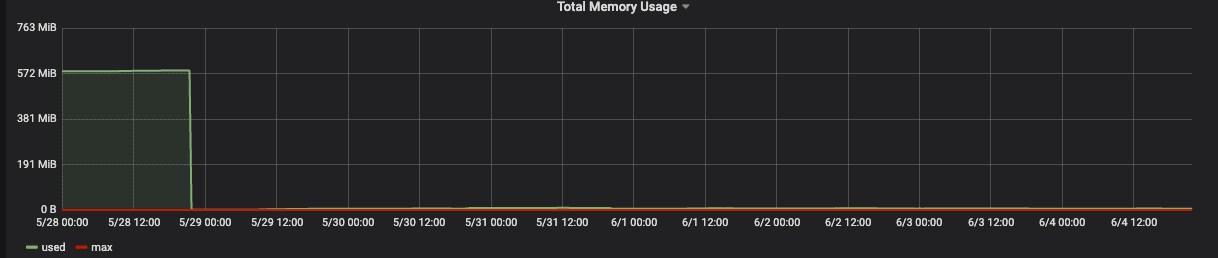 Total Memory Usage
763 MiB
572 MiB
381 MiB
191 MiB
0 B
5/28 00:00 5/28 12:00 5/29 00:00 5/29 12:00 5/30 00:00 5/30 12:00 5/31 00:00 5/31 12:00 6/1 00:00 6/1 12:00 6/2 00:00 6/2 12:00 6/3 00:00 6/3 12:00 6/4 00:00 6/4 12:00
used max